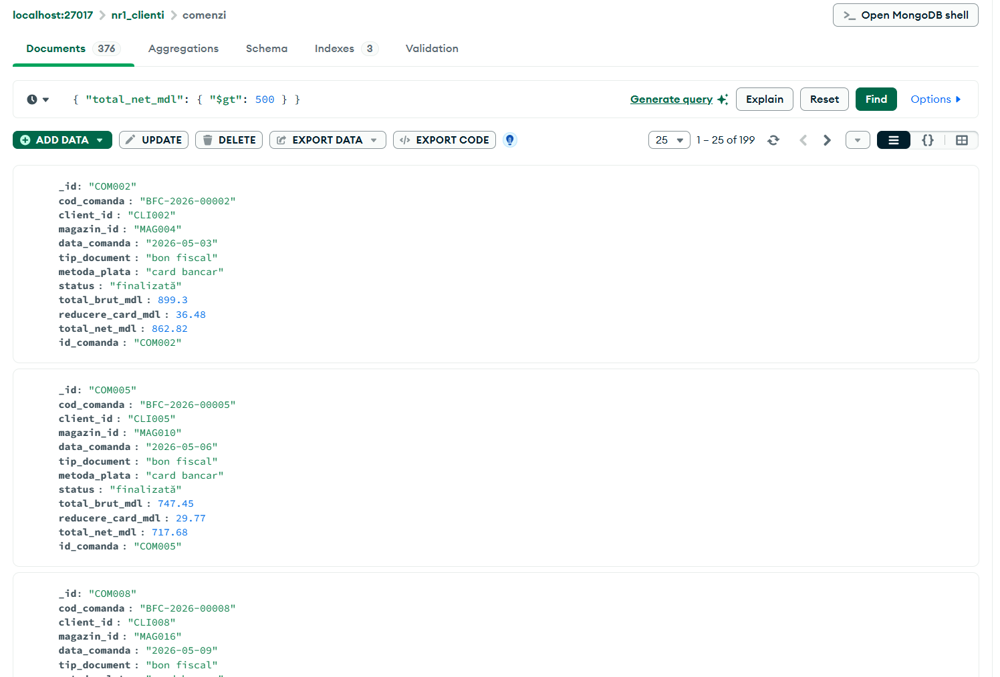 localhost:27017 > nr1_clienti > comenzi
>_ Open MongoDB shell
Documents 376 Aggregations Schema Indexes 3 Validation
{ "total_net_mdl": { "$gt": 500 } }
Generate query Explain Reset Find Options
ADD DATA UPDATE DELETE EXPORT DATA </> EXPORT CODE 25 1 – 25 of 199 {}
_id: "COM002"
cod_comanda : "BFC-2026-00002"
client_id : "CLI002"
magazin_id : "MAG004"
data_comanda : "2026-05-03"
tip_document : "bon fiscal"
metoda_plata : "card bancar"
status : "finalizată"
total_brut_mdl : 899.3
reducere_card_mdl : 36.48
total_net_mdl : 862.82
id_comanda : "COM002"
_id: "COM005"
cod_comanda : "BFC-2026-00005"
client_id : "CLI005"
magazin_id : "MAG010"
data_comanda : "2026-05-06"
tip_document : "bon fiscal"
metoda_plata : "card bancar"
status : "finalizată"
total_brut_mdl : 747.45
reducere_card_mdl : 29.77
total_net_mdl : 717.68
id_comanda : "COM005"
_id: "COM008"
cod_comanda : "BFC-2026-00008"
client_id : "CLI008"
magazin_id : "MAG016"
data_comanda : "2026-05-09"
tip_document : "bon fiscal"